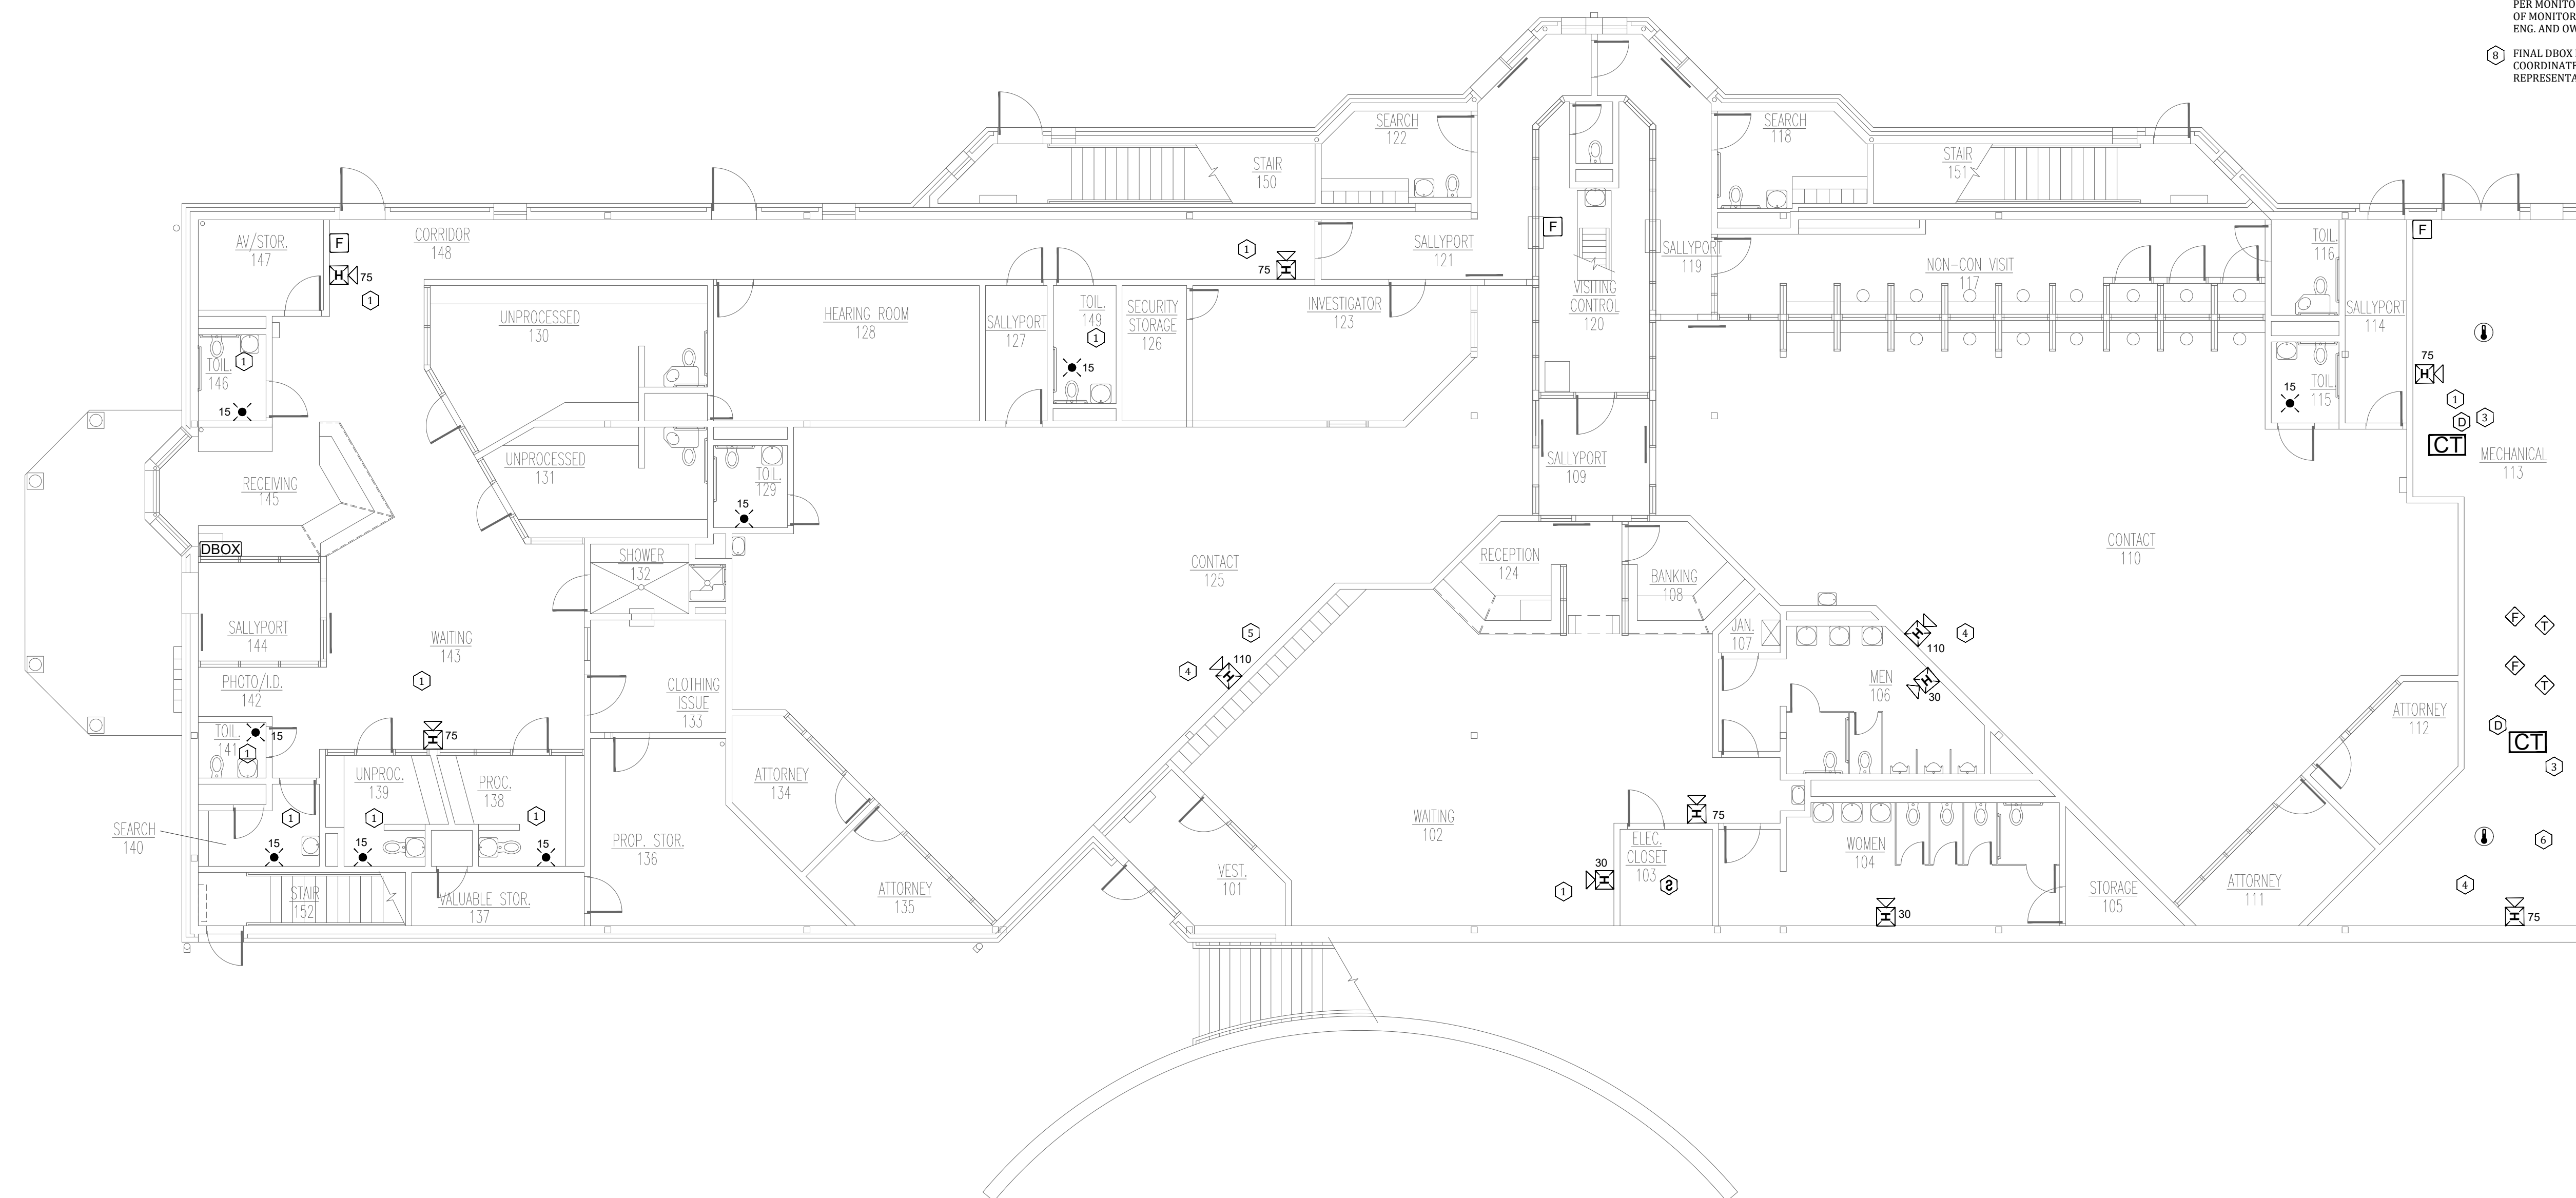 PER MONITO
OF MONITOR
ENG. AND OW
8 FINAL DBOX
COORDINATE
REPRESENTA
SEARCH
122
SEARCH
118
STAIR
150
STAIR
151
AV/STOR.
147
F
CORRIDOR
148
H 75
1
1
75 H
SALLYPORT
121
F
SALLYPORT
119
NON-CON VISIT
117
TOIL.
116
F
SALLYPORT
114
VISITING
CONTROL
120
UNPROCESSED
130
HEARING ROOM
128
SALLYPORT
127
TOIL.
149
1
15
SECURITY
STORAGE
126
INVESTIGATOR
123
TOIL.
146
1
15
15
TOIL.
115
75
H
1
3
D
CT
MECHANICAL
113
UNPROCESSED
131
TOIL.
129
15
RECEIVING
145
SALLYPORT
109
DBOX
SHOWER
132
CONTACT
125
RECEPTION
124
BANKING
108
CONTACT
110
SALLYPORT
144
WAITING
143
5
4
H 110
JAN.
107
H 110
4
F
T
F
T
PHOTO/I.D.
142
1
CLOTHING
ISSUE
133
MEN
106
H 30
ATTORNEY
112
TOIL.
141
15
1
H 75
D
CT
3
UNPROC.
139
PROC.
138
ATTORNEY
134
SEARCH
140
1
15
1
15
1
15
PROP. STOR.
136
WAITING
102
H 75
ELEC.
CLOSET
103
S
30
H
1
WOMEN
104
6
VEST.
101
STAIR
152
VALUABLE STOR.
137
ATTORNEY
135
STORAGE
105
ATTORNEY
111
4
H 30
H 75